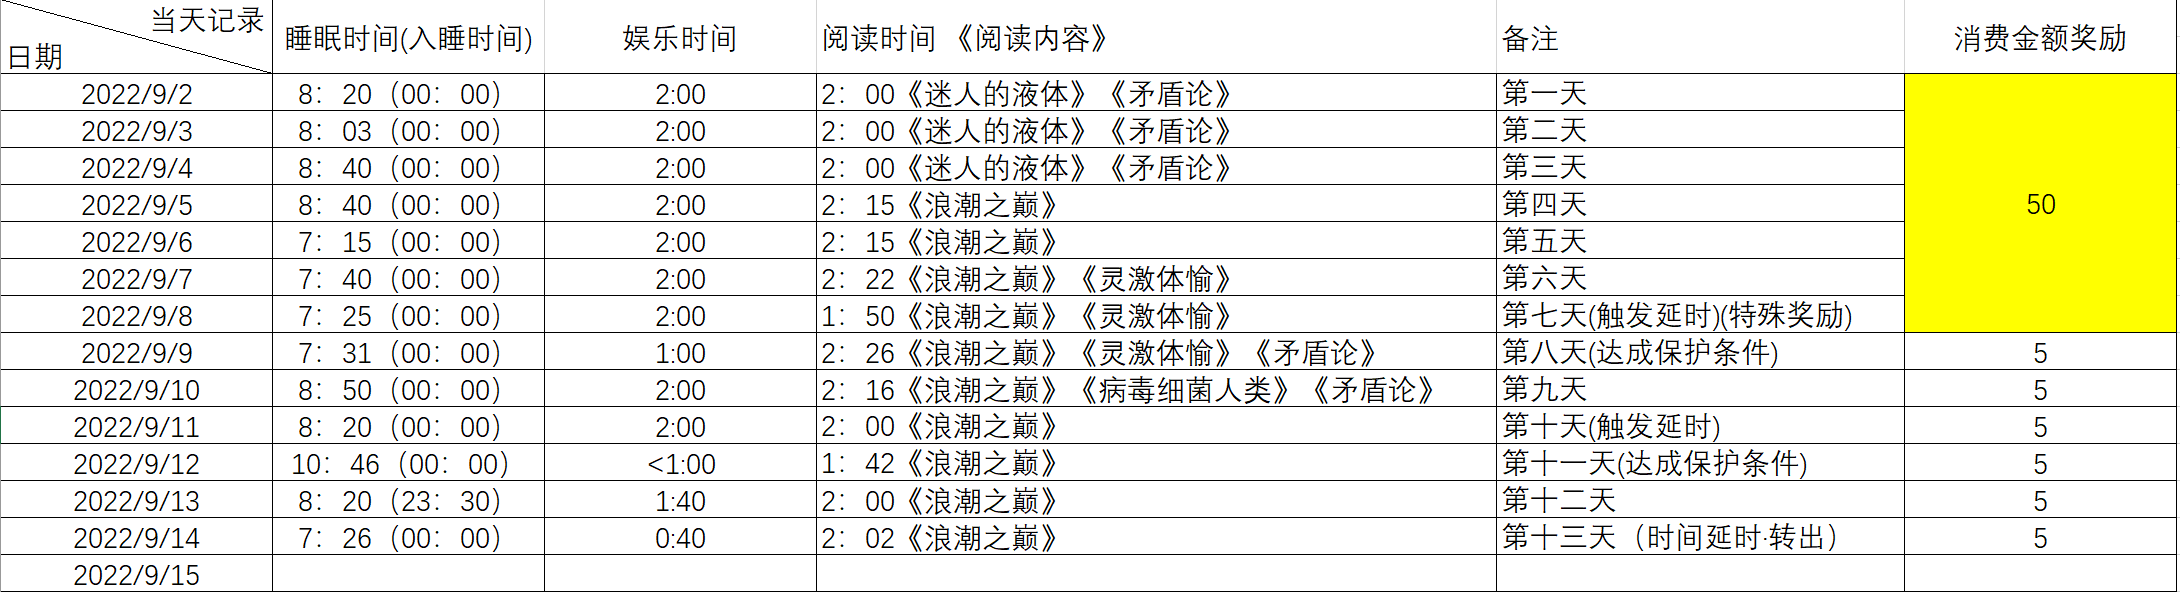 当天记录
日期 睡眠时间(入睡时间) 娱乐时间 阅读时间 《阅读内容》 备注 消费金额奖励
2022/9/2 8：20（00：00） 2:00 2：00《迷人的液体》《矛盾论》 第一天
2022/9/3 8：03（00：00） 2:00 2：00《迷人的液体》《矛盾论》 第二天
2022/9/4 8：40（00：00） 2:00 2：00《迷人的液体》《矛盾论》 第三天
2022/9/5 8：40（00：00） 2:00 2：15《浪潮之巅》 第四天 50
2022/9/6 7：15（00：00） 2:00 2：15《浪潮之巅》 第五天
2022/9/7 7：40（00：00） 2:00 2：22《浪潮之巅》《灵激体愉》 第六天
2022/9/8 7：25（00：00） 2:00 1：50《浪潮之巅》《灵激体愉》 第七天(触发延时)(特殊奖励)
2022/9/9 7：31（00：00） 1:00 2：26《浪潮之巅》《灵激体愉》《矛盾论》 第八天(达成保护条件) 5
2022/9/10 8：50（00：00） 2:00 2：16《浪潮之巅》《病毒细菌人类》《矛盾论》 第九天 5
2022/9/11 8：20（00：00） 2:00 2：00《浪潮之巅》 第十天(触发延时) 5
2022/9/12 10：46（00：00） <1:00 1：42《浪潮之巅》 第十一天(达成保护条件) 5
2022/9/13 8：20（23：30） 1:40 2：00《浪潮之巅》 第十二天 5
2022/9/14 7：26（00：00） 0:40 2：02《浪潮之巅》 第十三天（时间延时·转出） 5
2022/9/15